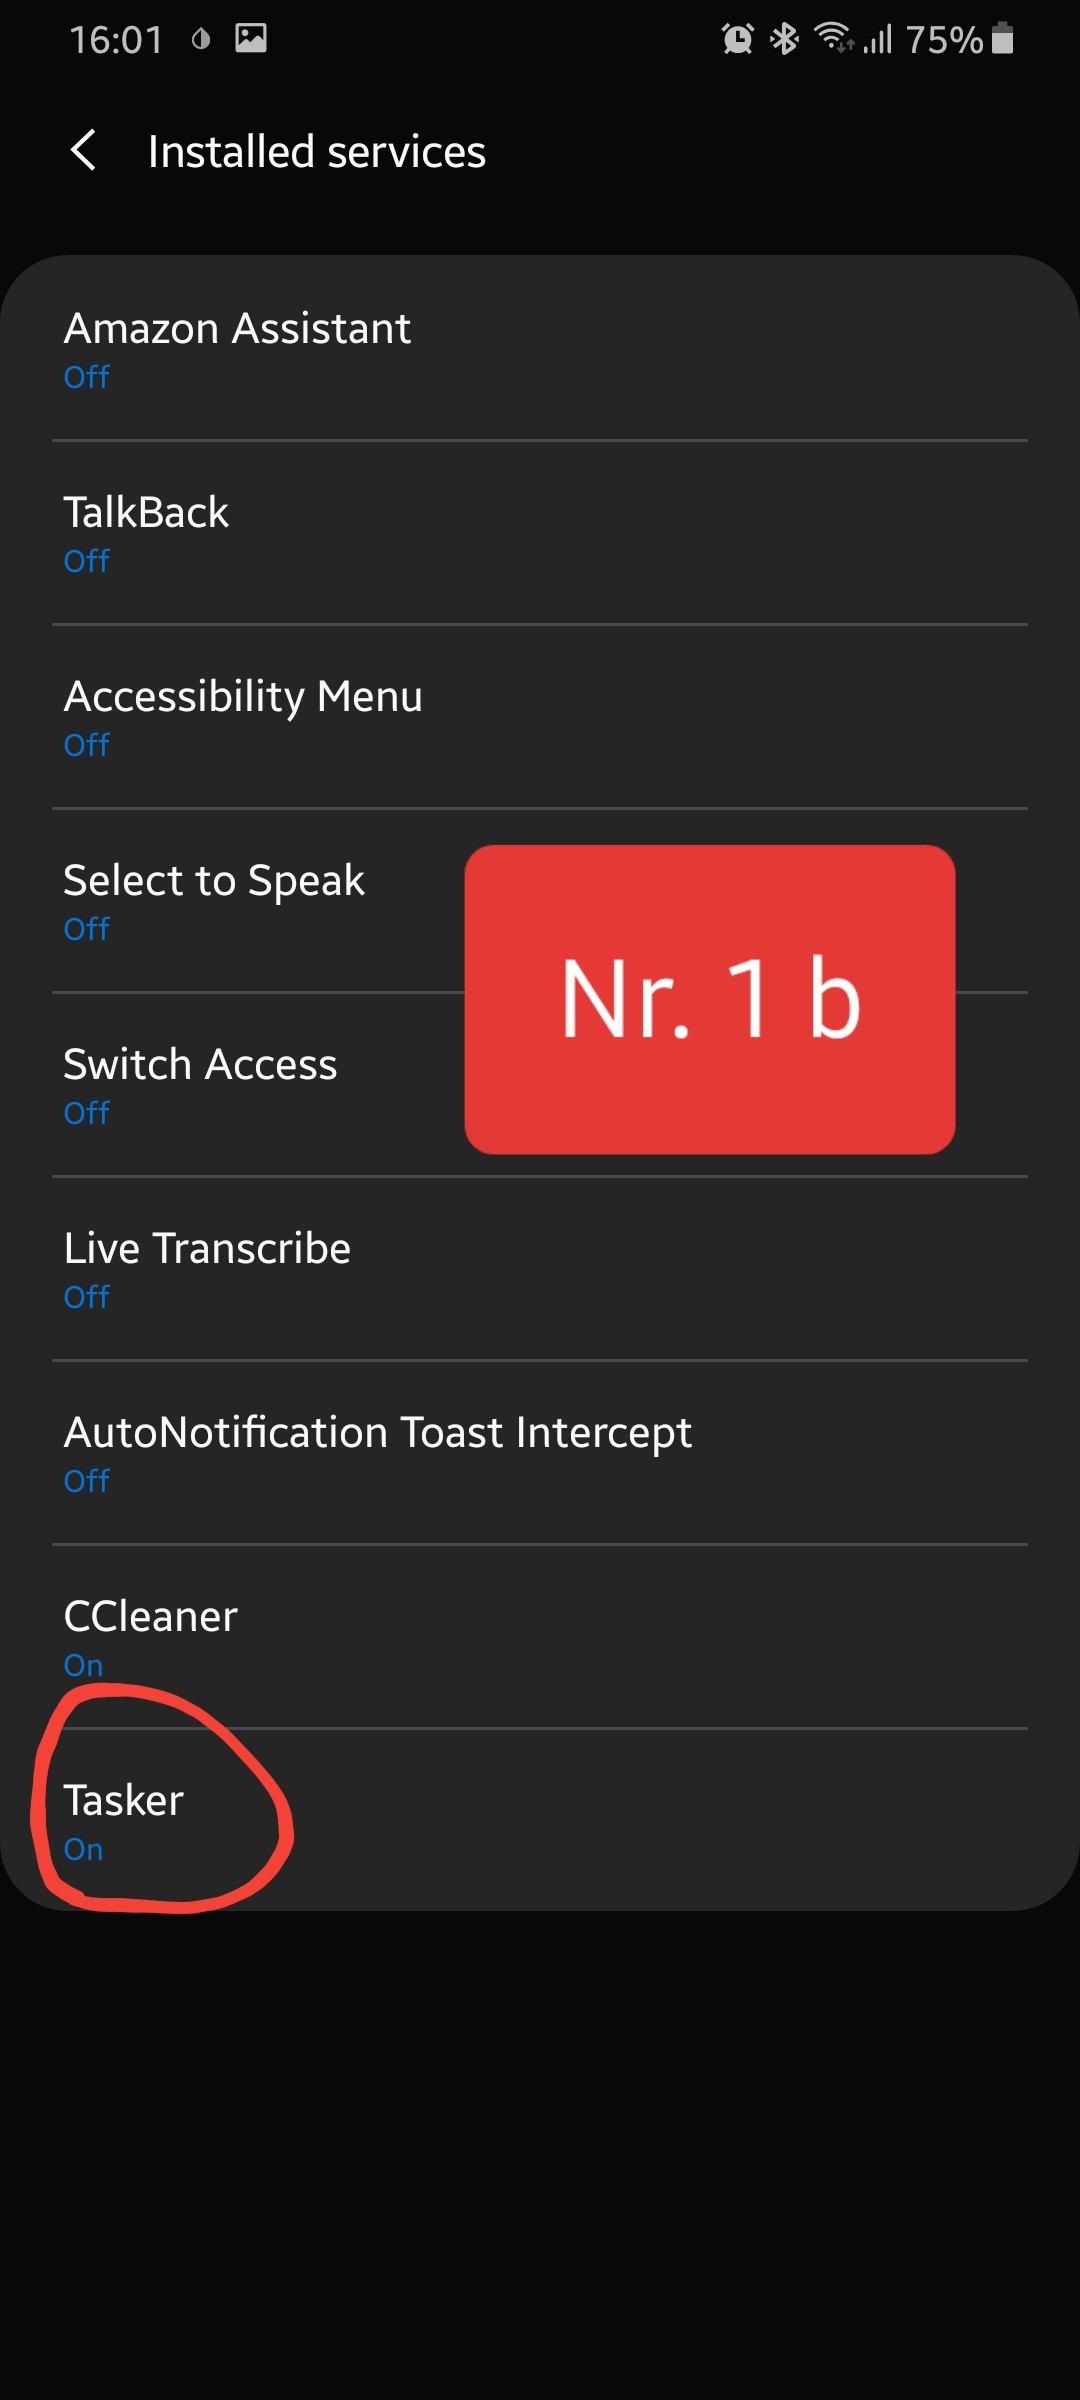 16:01 75%
Installed services
Amazon Assistant
Off
TalkBack
Off
Accessibility Menu
Off
Select to Speak
Off
Nr. 1 b
Switch Access
Off
Live Transcribe
Off
AutoNotification Toast Intercept
Off
CCleaner
On
Tasker
On